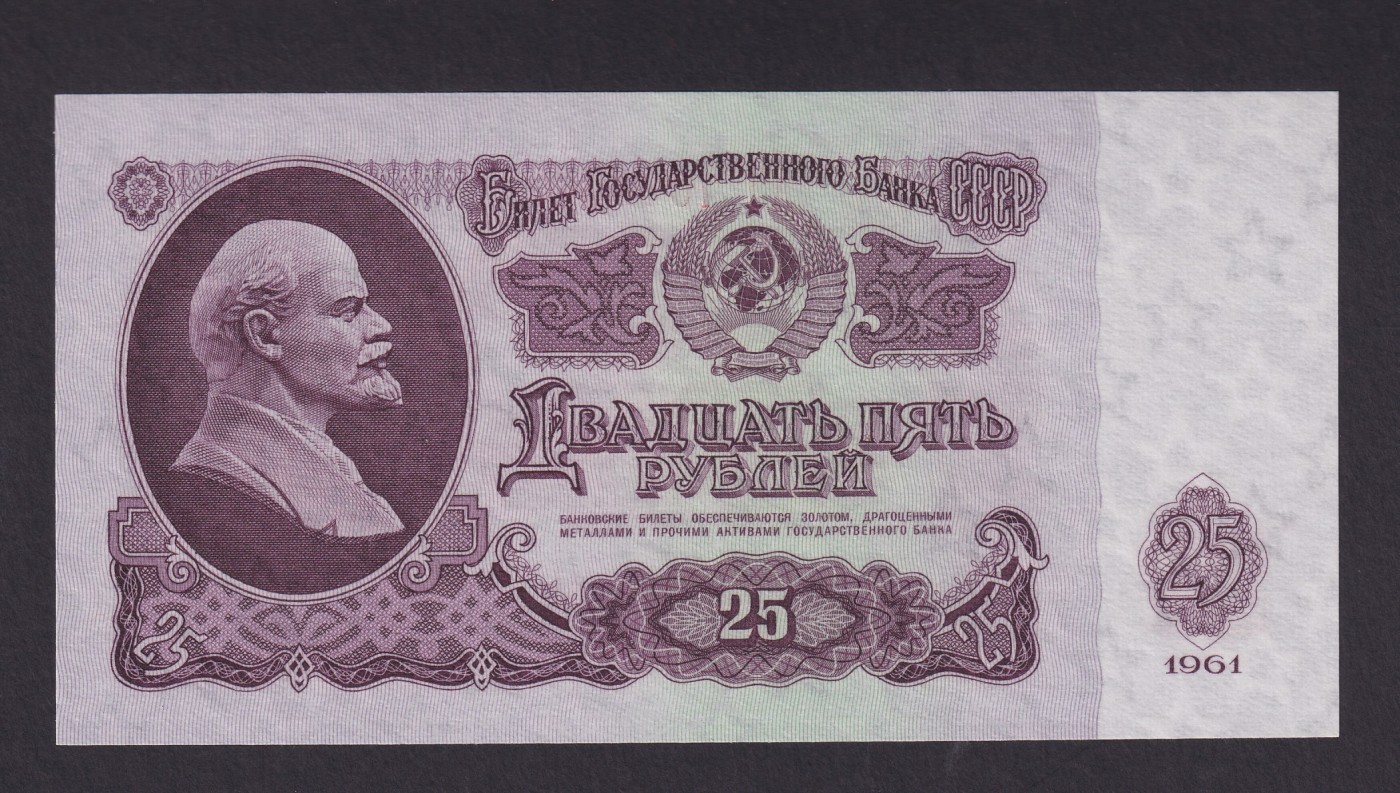 Билет Государственного Банка СССР
Двадцать пять
рублей
БАНКОВСКИЕ БИЛЕТЫ ОБЕСПЕЧИВАЮТСЯ ЗОЛОТОМ, ДРАГОЦЕННЫМИ
МЕТАЛЛАМИ И ПРОЧИМИ АКТИВАМИ ГОСУДАРСТВЕННОГО БАНКА
25
25
25
25
1961